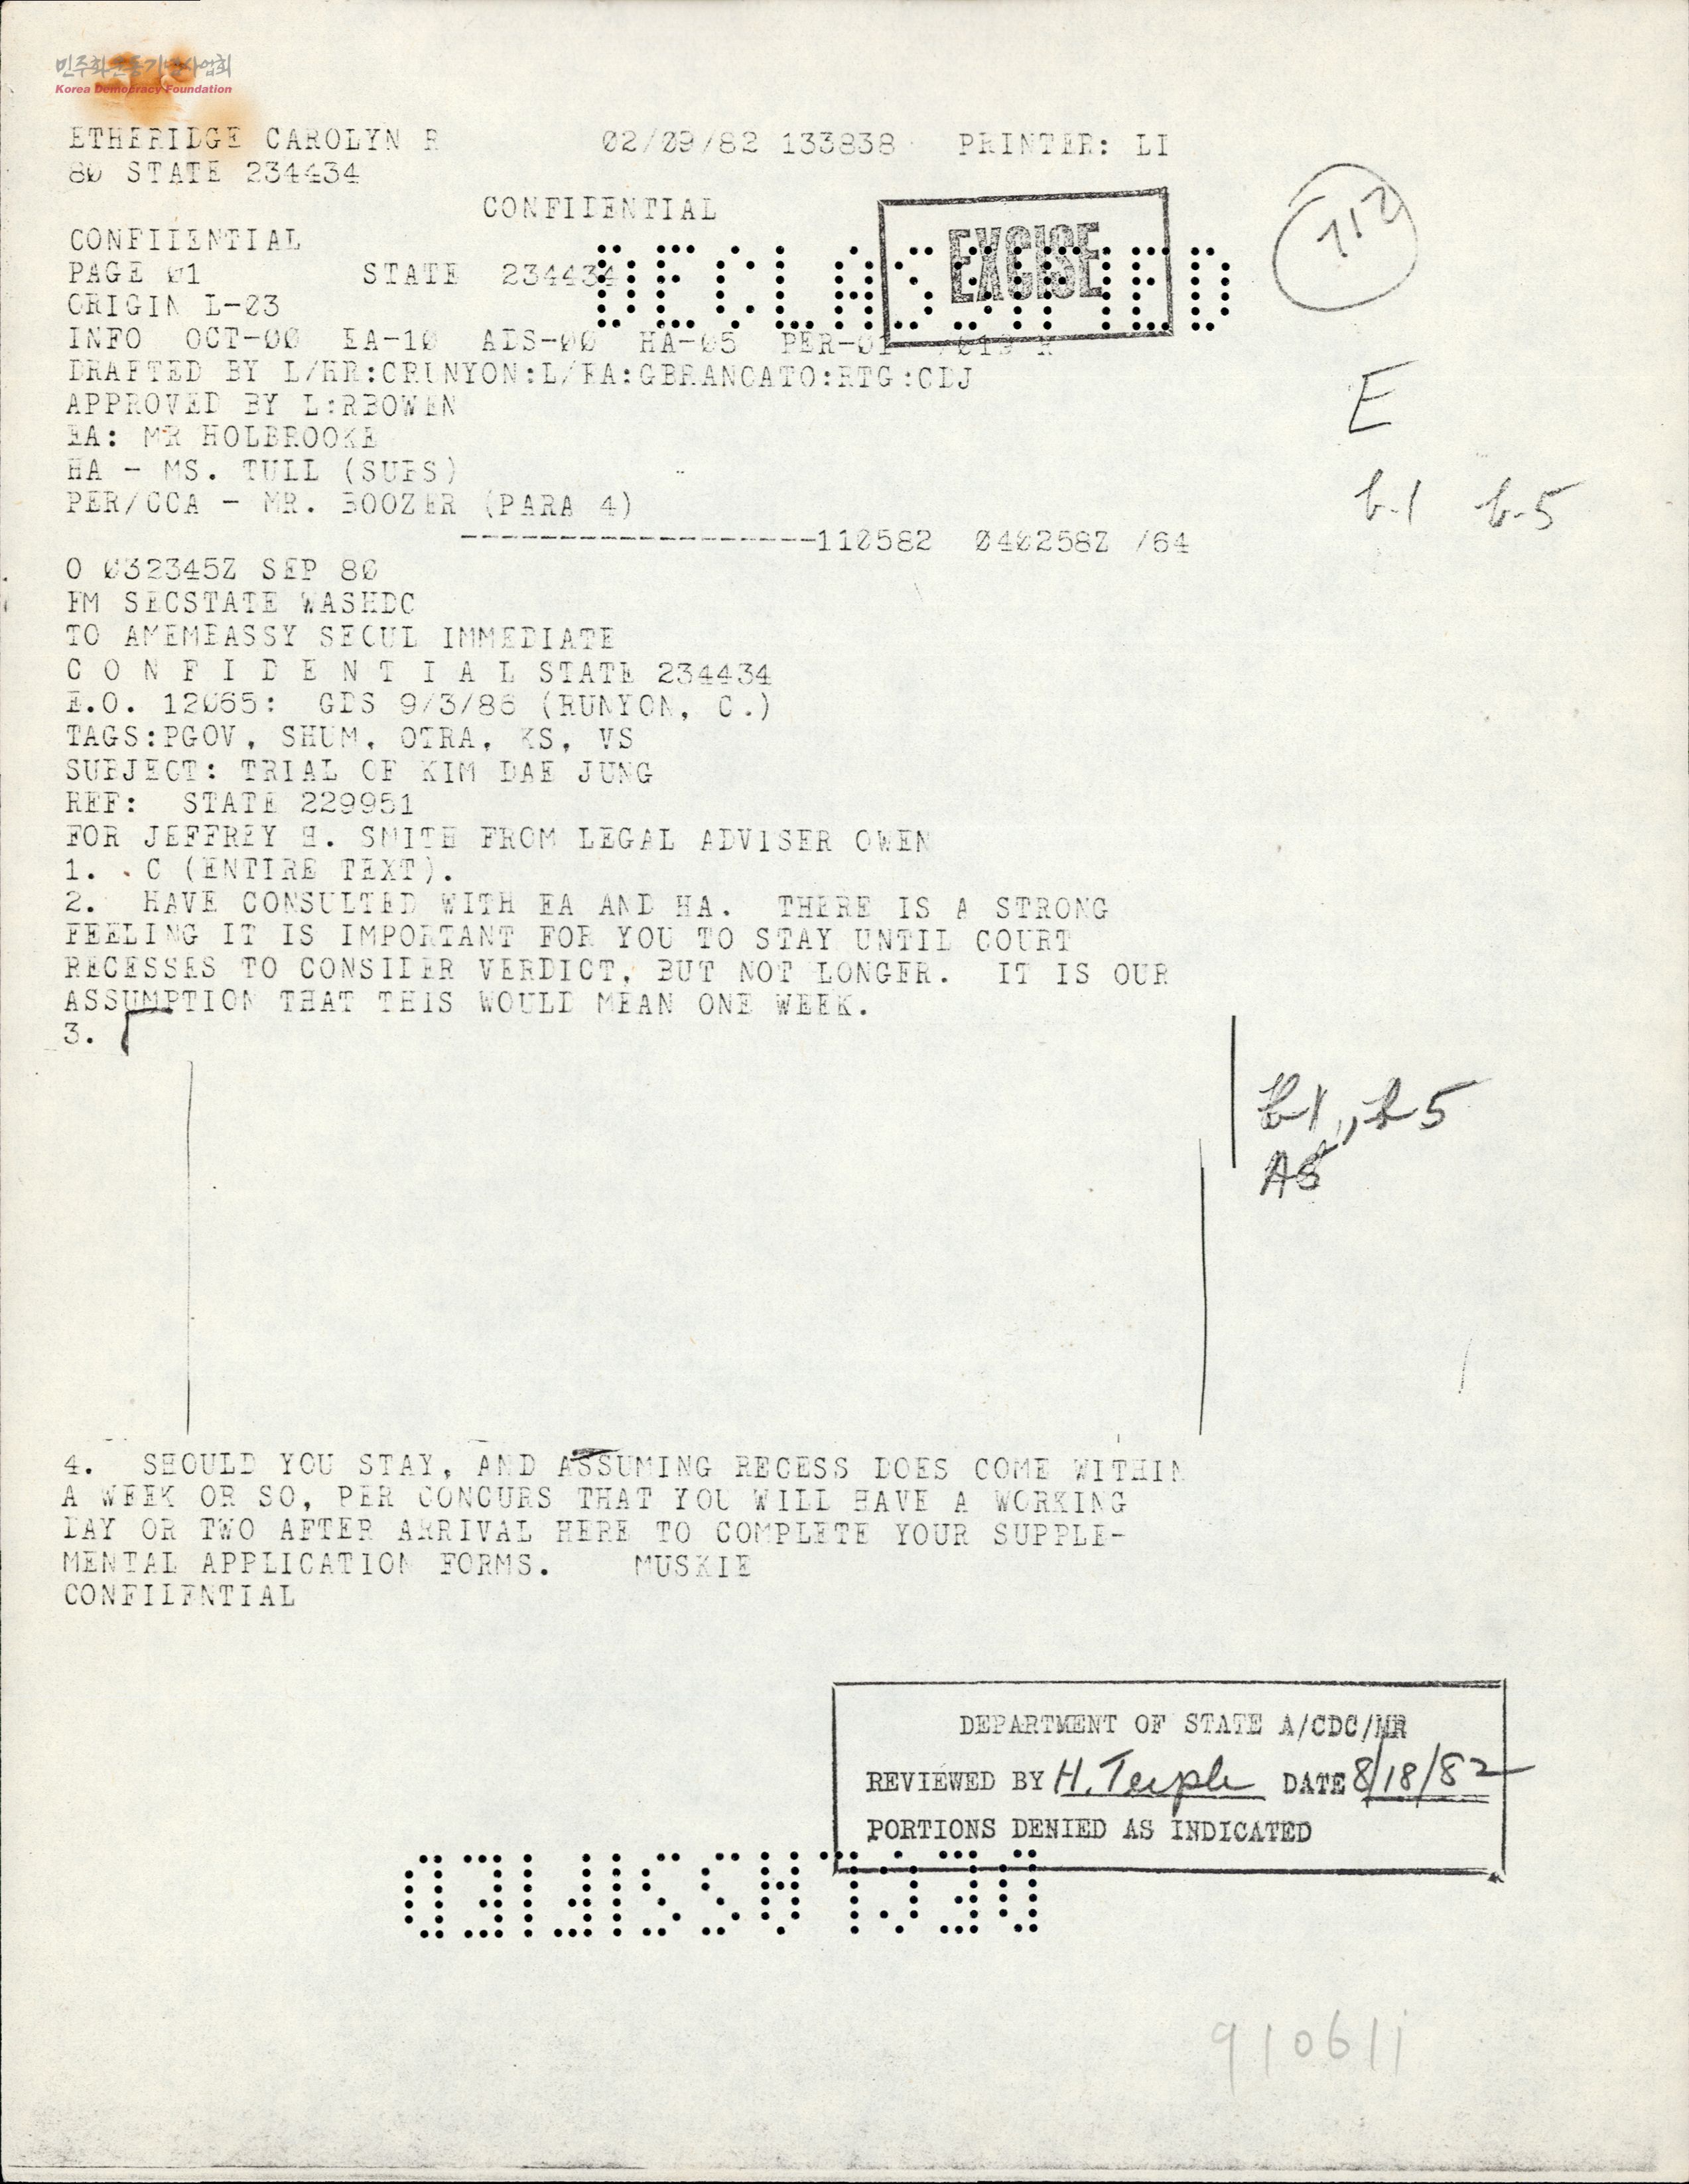 민주화운동기념사업회
Korea Democracy Foundation
ETHERIDGE CAROLYN R 02/09/82 133838 PRINTER: LI
80 STATE 234434
CONFIDENTIAL
EXCISE
712
CONFIDENTIAL
PAGE 01 STATE 234434
DECLASSIFIED
ORIGIN L-03
INFO OCT-00 EA-10 ADS-00 HA-05 PER-01 /019 R
DRAFTED BY L/HR:CRUNYON:L/EA:GBRANCATO:RTG:CDJ
APPROVED BY L:RBOWEN
E
EA: MR HOLBROOKE
HA - MS. TULL (SUBS)
PER/CCA - MR. BOOZER (PARA 4)
b-1 b-5
------------------110582 040258Z /64
O 032345Z SEP 80
FM SECSTATE WASHDC
TO AMEMBASSY SEOUL IMMEDIATE
C O N F I D E N T I A L STATE 234434
E.O. 12065: GDS 9/3/86 (RUNYON, C.)
TAGS:PGOV, SHUM, OTRA, KS, VS
SUBJECT: TRIAL OF KIM DAE JUNG
REF: STATE 229951
FOR JEFFREY H. SMITH FROM LEGAL ADVISER OWEN
1. C (ENTIRE TEXT).
2. HAVE CONSULTED WITH EA AND HA. THERE IS A STRONG
FEELING IT IS IMPORTANT FOR YOU TO STAY UNTIL COURT
RECESSES TO CONSIDER VERDICT, BUT NOT LONGER. IT IS OUR
ASSUMPTION THAT THIS WOULD MEAN ONE WEEK.
3.
b1, b5
A5
4. SHOULD YOU STAY, AND ASSUMING RECESS DOES COME WITHIN
A WEEK OR SO, PER CONCURS THAT YOU WILL HAVE A WORKING
DAY OR TWO AFTER ARRIVAL HERE TO COMPLETE YOUR SUPPLE-
MENTAL APPLICATION FORMS. MUSKIE
CONFIDENTIAL
DEPARTMENT OF STATE A/CDC/MR
REVIEWED BY H. DATE 8/18/82
PORTIONS DENIED AS INDICATED
DECLASSIFIED
910611